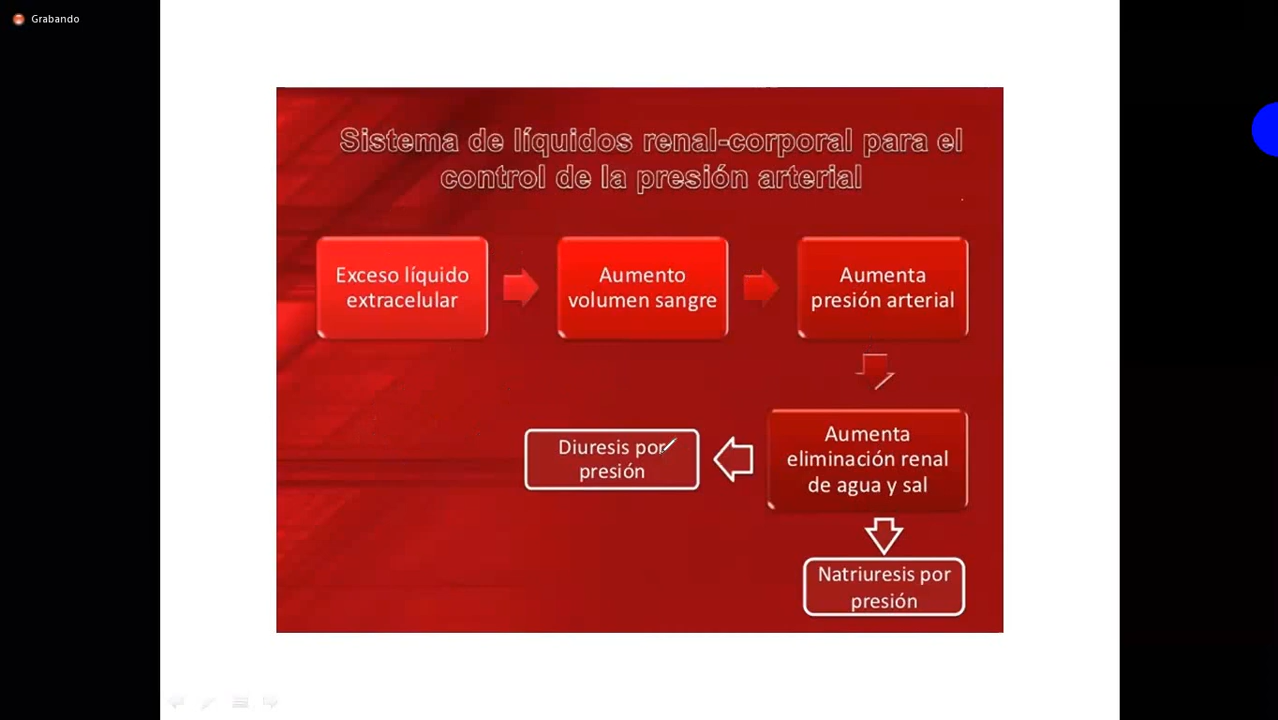 Grabando
Sistema de líquidos renal-corporal para el
control de la presión arterial
Exceso líquido
extracelular
Aumento
volumen sangre
Aumenta
presión arterial
Aumenta
eliminación renal
de agua y sal
Diuresis por
presión
Natriuresis por
presión